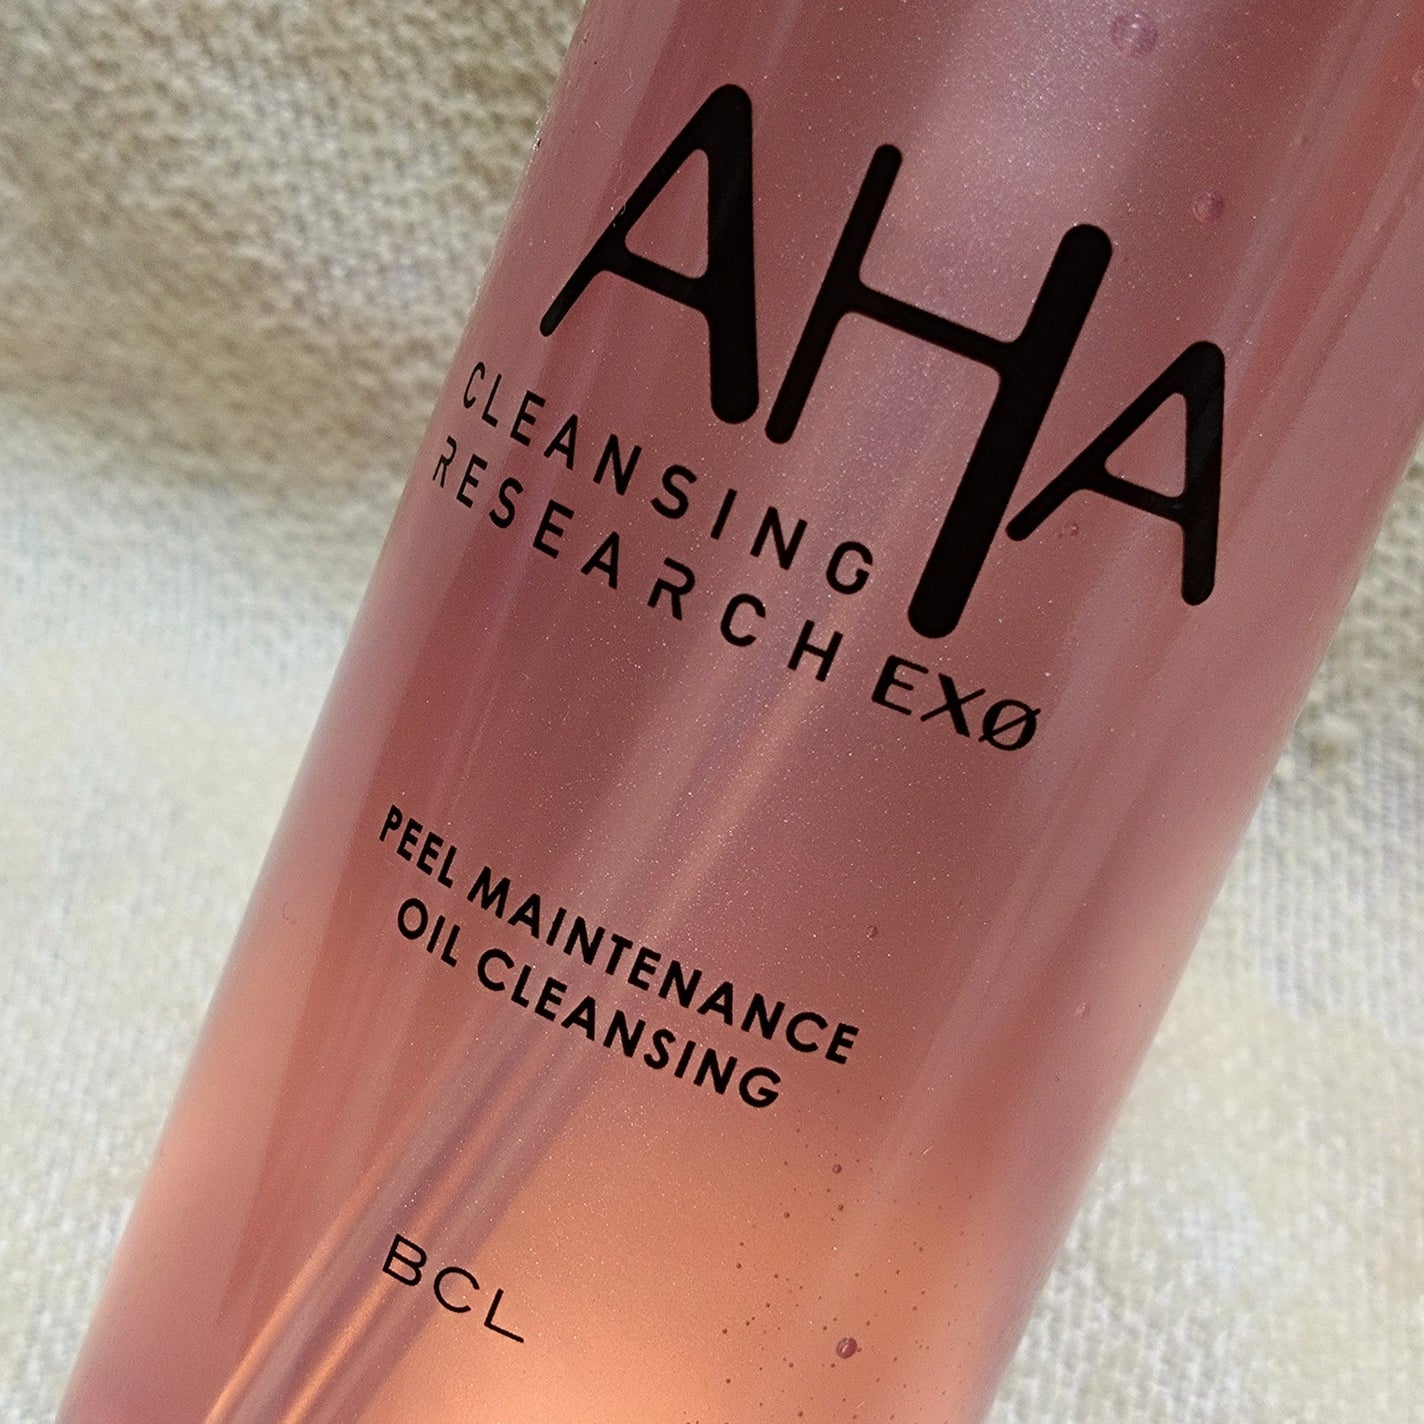 AHA
CLEANSING
RESEARCH EXØ
PEEL MAINTENANCE
OIL CLEANSING
BCL